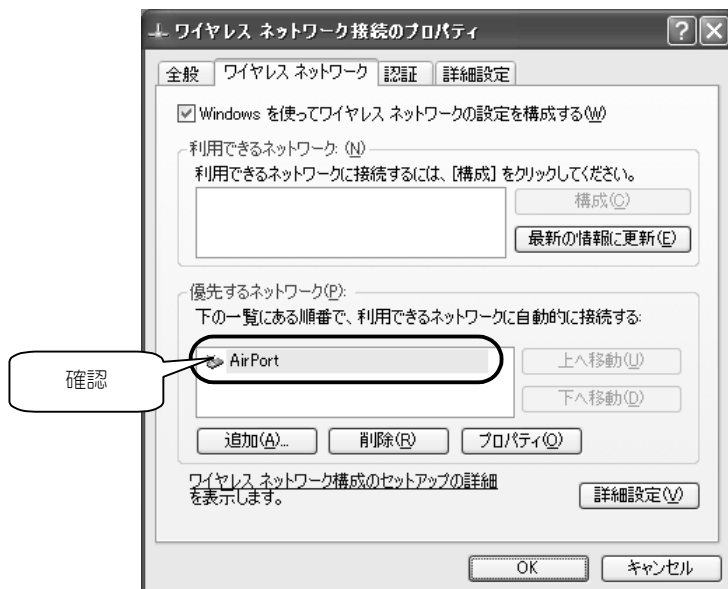 ワイヤレス ネットワーク接続のプロパティ
全般 ワイヤレス ネットワーク 認証 詳細設定
Windows を使ってワイヤレス ネットワークの設定を構成する(W)
利用できるネットワーク: (N)
利用できるネットワークに接続するには、[構成] をクリックしてください。
構成(C)
最新の情報に更新(E)
優先するネットワーク(P):
下の一覧にある順番で、利用できるネットワークに自動的に接続する:
AirPort
上へ移動(U)
確認
下へ移動(D)
追加(A)... 削除(R) プロパティ(O)
ワイヤレス ネットワーク構成のセットアップの詳細
を表示します。
詳細設定(V)
OK キャンセル